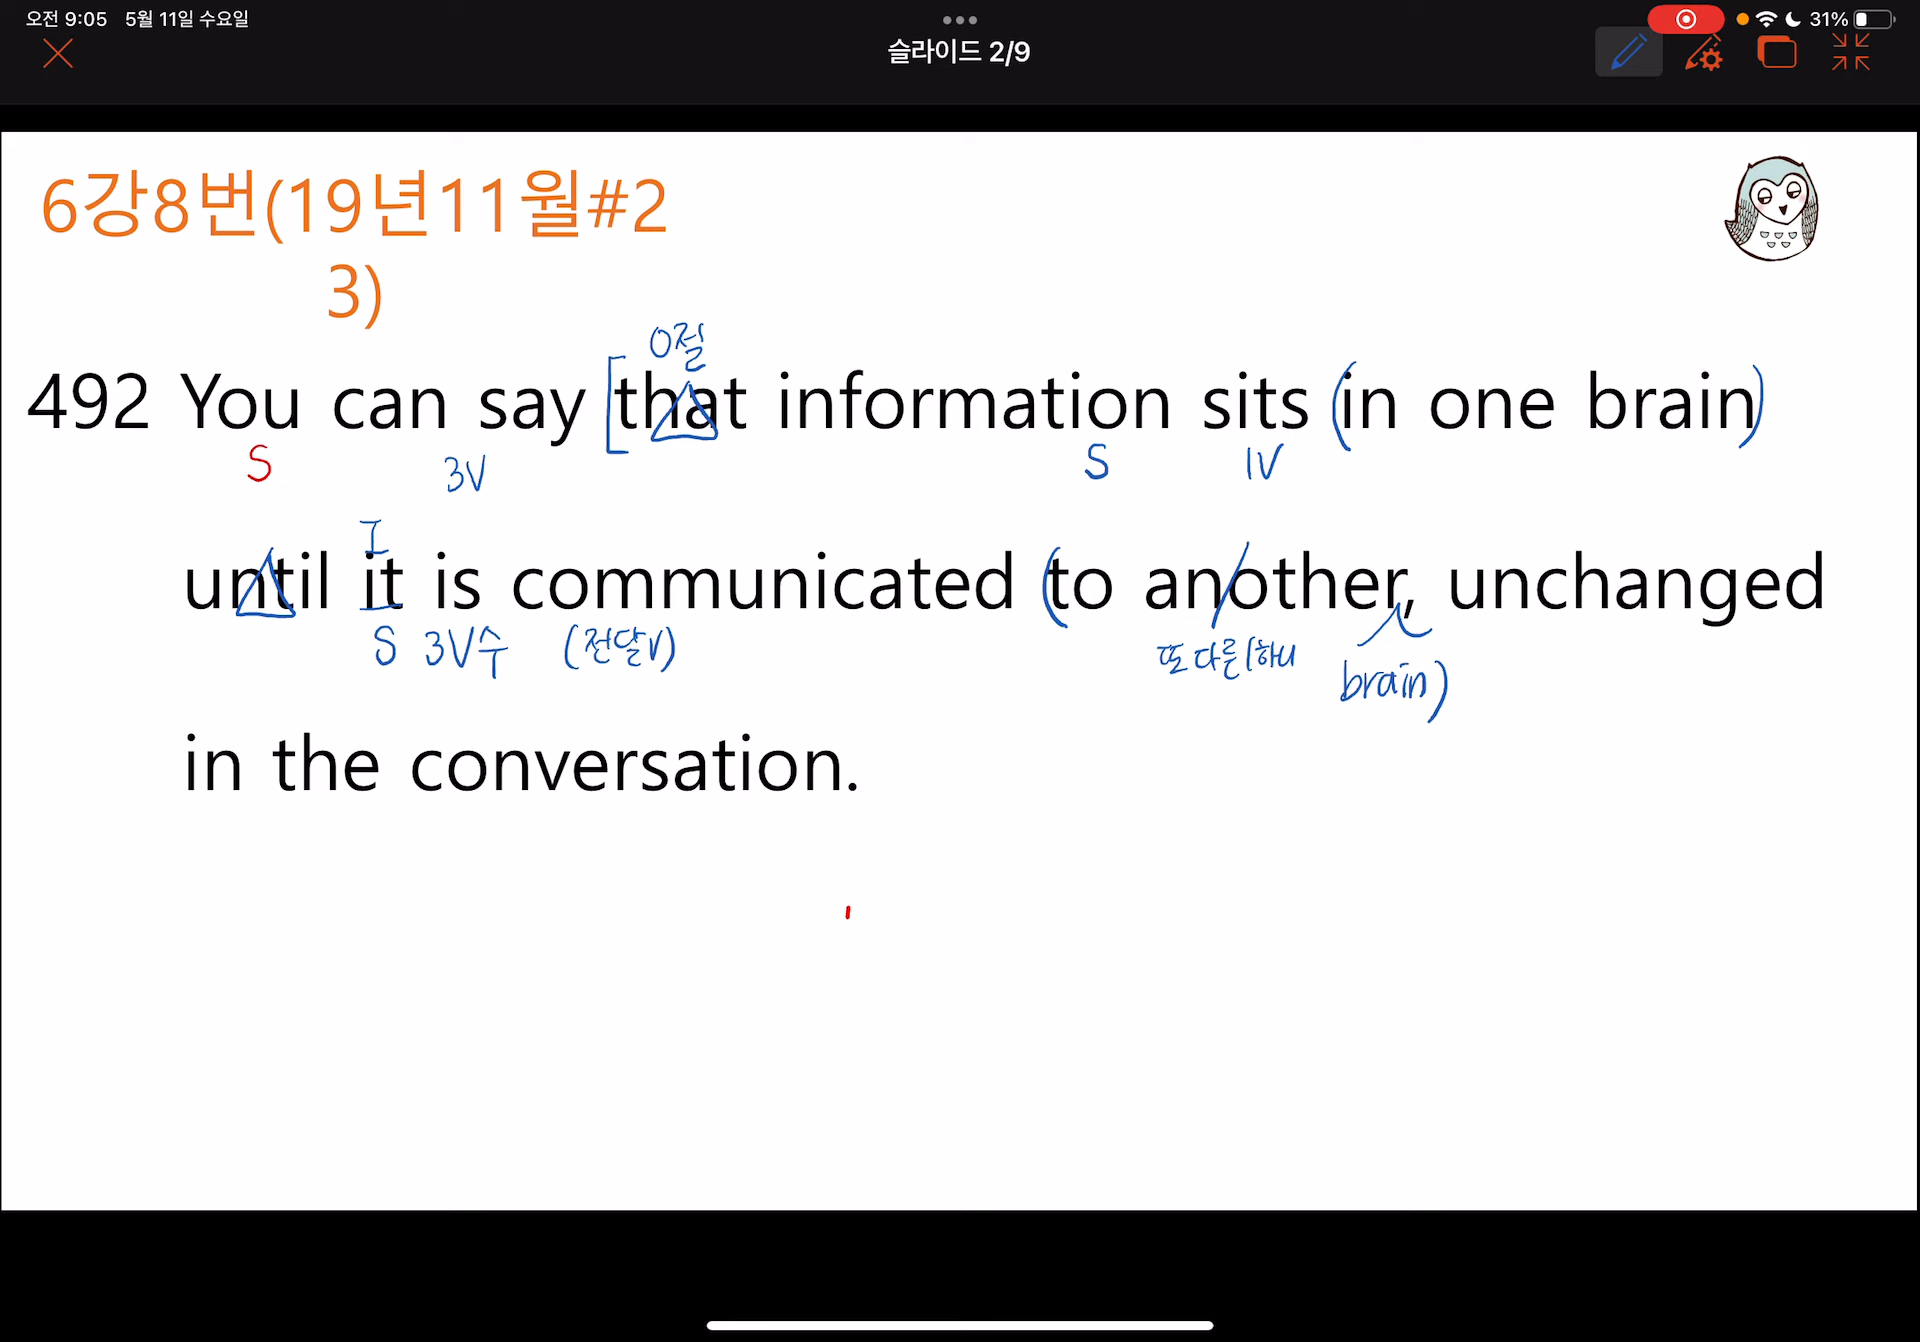 오전 9:05 5월 11일 수요일
31%
슬라이드 2/9
6강8번(19년11월#2
3)
O절
492 You can say [that information sits (in one brain)
S 3V S 1V
I
until it is communicated (to another, unchanged
S 3V수 (전달V) 또 다른(하나 brain)
in the conversation.